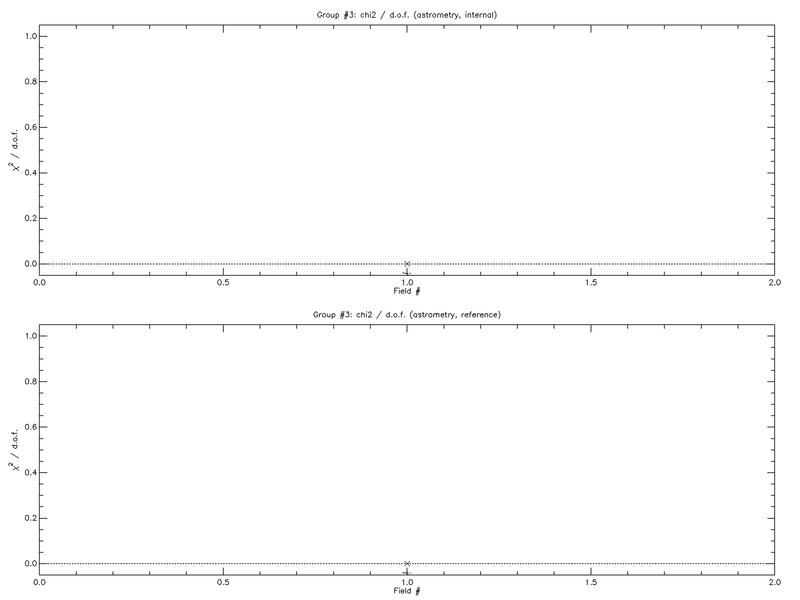 Group #3: chi2 / d.o.f. (astrometry, internal)
1.0
0.8
0.6
0.4
0.2
0.0
χ² / d.o.f.
0.0 0.5 1.0 1.5 2.0
Field #
Group #3: chi2 / d.o.f. (astrometry, reference)
1.0
0.8
0.6
0.4
0.2
0.0
χ² / d.o.f.
0.0 0.5 1.0 1.5 2.0
Field #